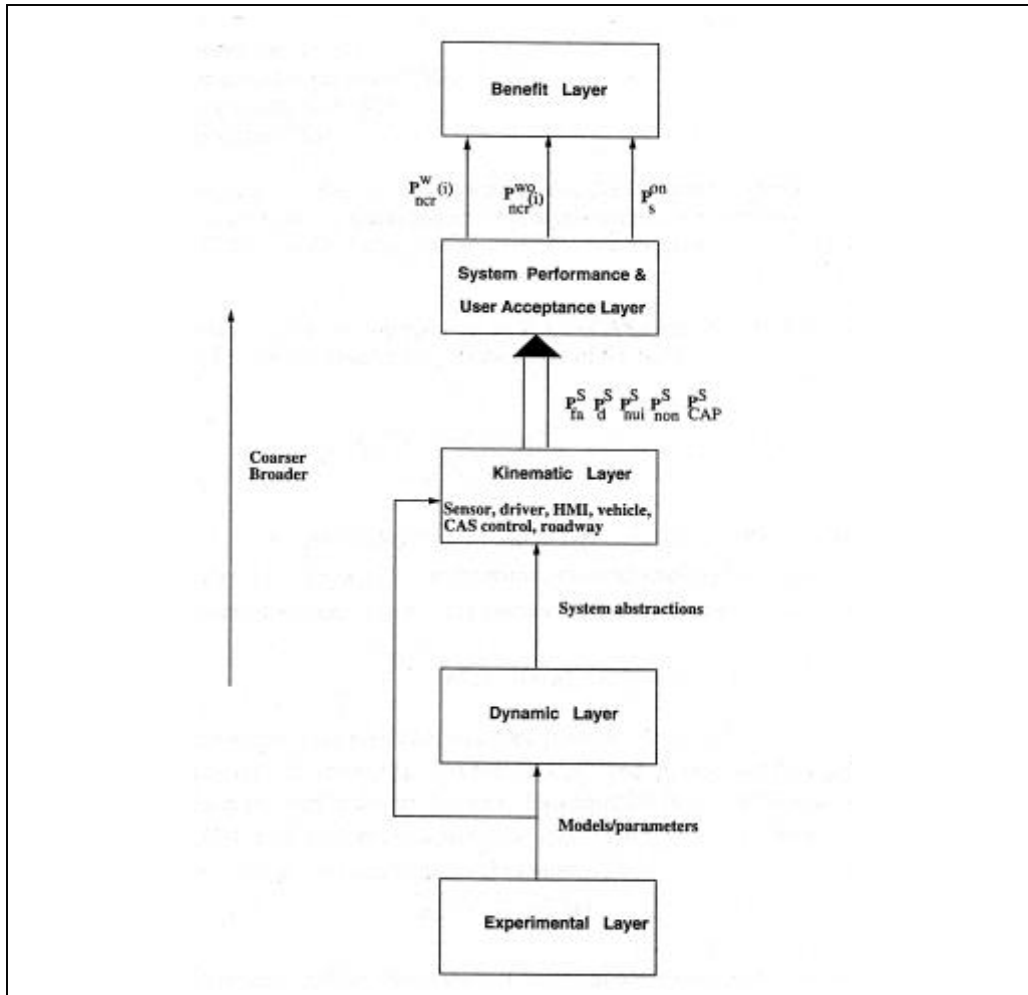 Benefit Layer
P^W_ncr(i) P^wo_ncr(i) P^on_s
System Performance &
User Acceptance Layer
P^S_fa P^S_d P^S_nui P^S_non P^S_CAP
Coarser
Broader
Kinematic Layer
Sensor, driver, HMI, vehicle,
CAS control, roadway
System abstractions
Dynamic Layer
Models/parameters
Experimental Layer